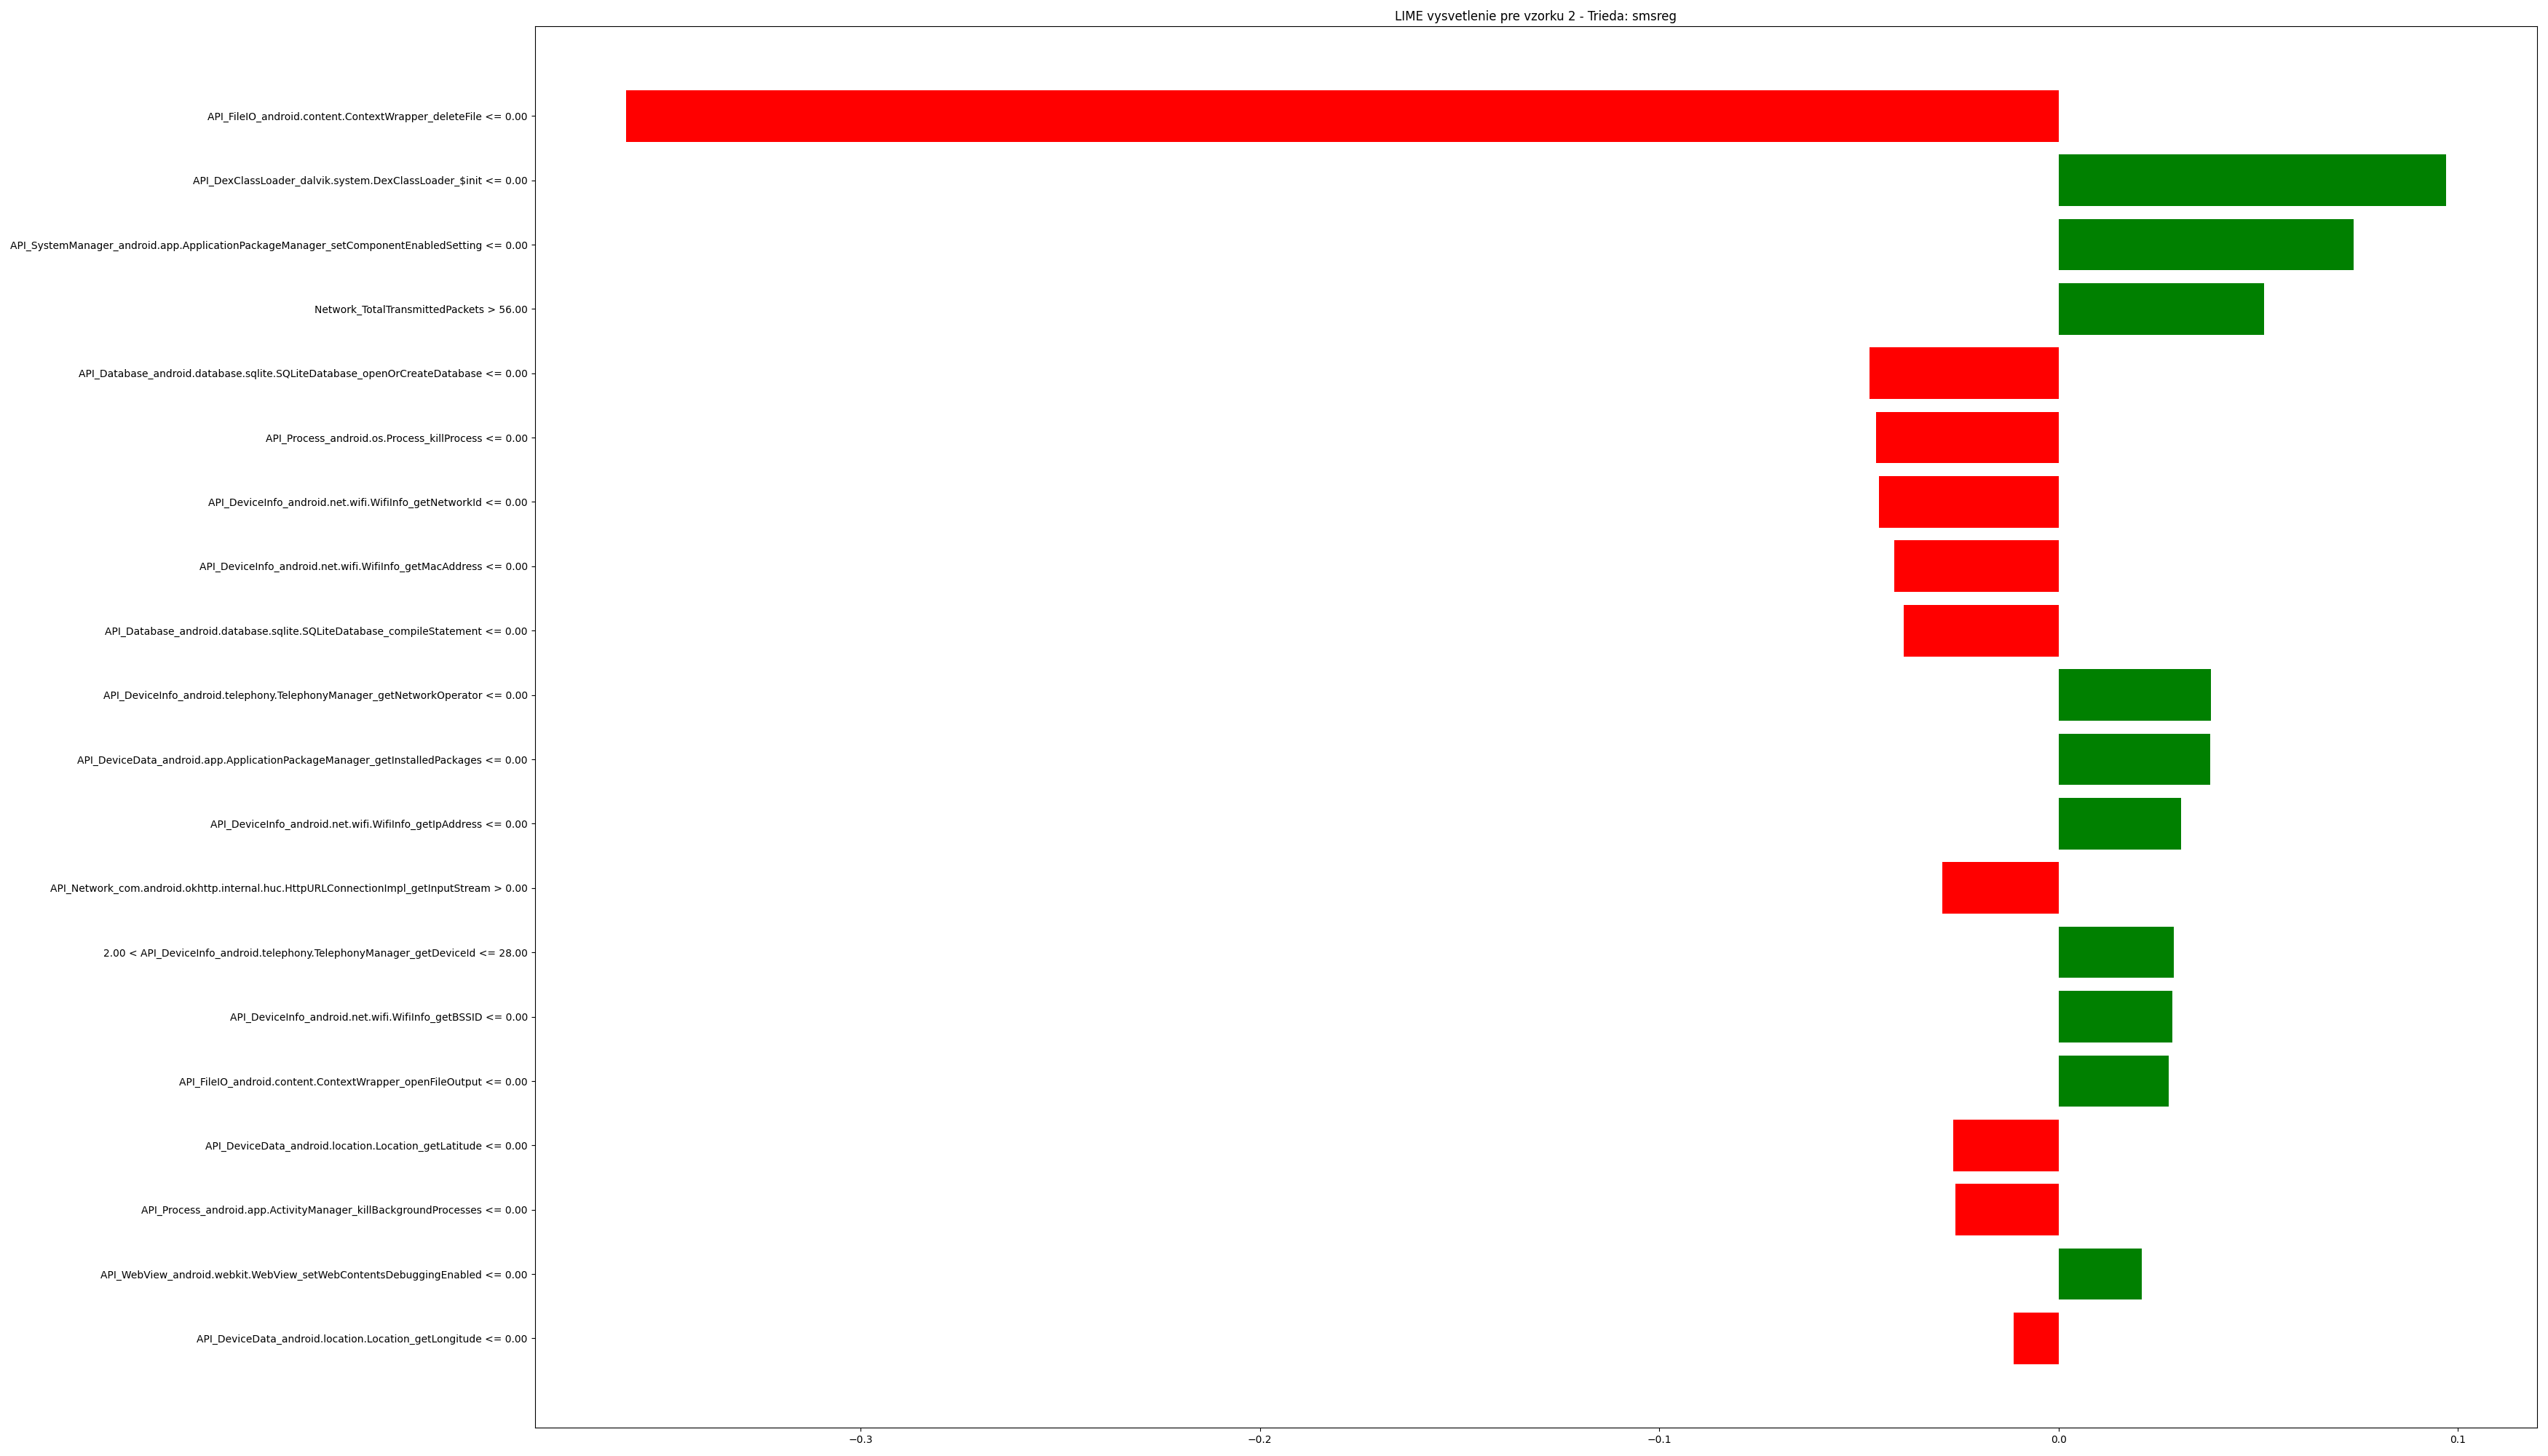 LIME vysvetlenie pre vzorku 2 - Trieda: smsreg
API_FileIO_android.content.ContextWrapper_deleteFile <= 0.00
API_DexClassLoader_dalvik.system.DexClassLoader_$init <= 0.00
API_SystemManager_android.app.ApplicationPackageManager_setComponentEnabledSetting <= 0.00
Network_TotalTransmittedPackets > 56.00
API_Database_android.database.sqlite.SQLiteDatabase_openOrCreateDatabase <= 0.00
API_Process_android.os.Process_killProcess <= 0.00
API_DeviceInfo_android.net.wifi.WifiInfo_getNetworkId <= 0.00
API_DeviceInfo_android.net.wifi.WifiInfo_getMacAddress <= 0.00
API_Database_android.database.sqlite.SQLiteDatabase_compileStatement <= 0.00
API_DeviceInfo_android.telephony.TelephonyManager_getNetworkOperator <= 0.00
API_DeviceData_android.app.ApplicationPackageManager_getInstalledPackages <= 0.00
API_DeviceInfo_android.net.wifi.WifiInfo_getIpAddress <= 0.00
API_Network_com.android.okhttp.internal.huc.HttpURLConnectionImpl_getInputStream > 0.00
2.00 < API_DeviceInfo_android.telephony.TelephonyManager_getDeviceId <= 28.00
API_DeviceInfo_android.net.wifi.WifiInfo_getBSSID <= 0.00
API_FileIO_android.content.ContextWrapper_openFileOutput <= 0.00
API_DeviceData_android.location.Location_getLatitude <= 0.00
API_Process_android.app.ActivityManager_killBackgroundProcesses <= 0.00
API_WebView_android.webkit.WebView_setWebContentsDebuggingEnabled <= 0.00
API_DeviceData_android.location.Location_getLongitude <= 0.00
−0.3 −0.2 −0.1 0.0 0.1